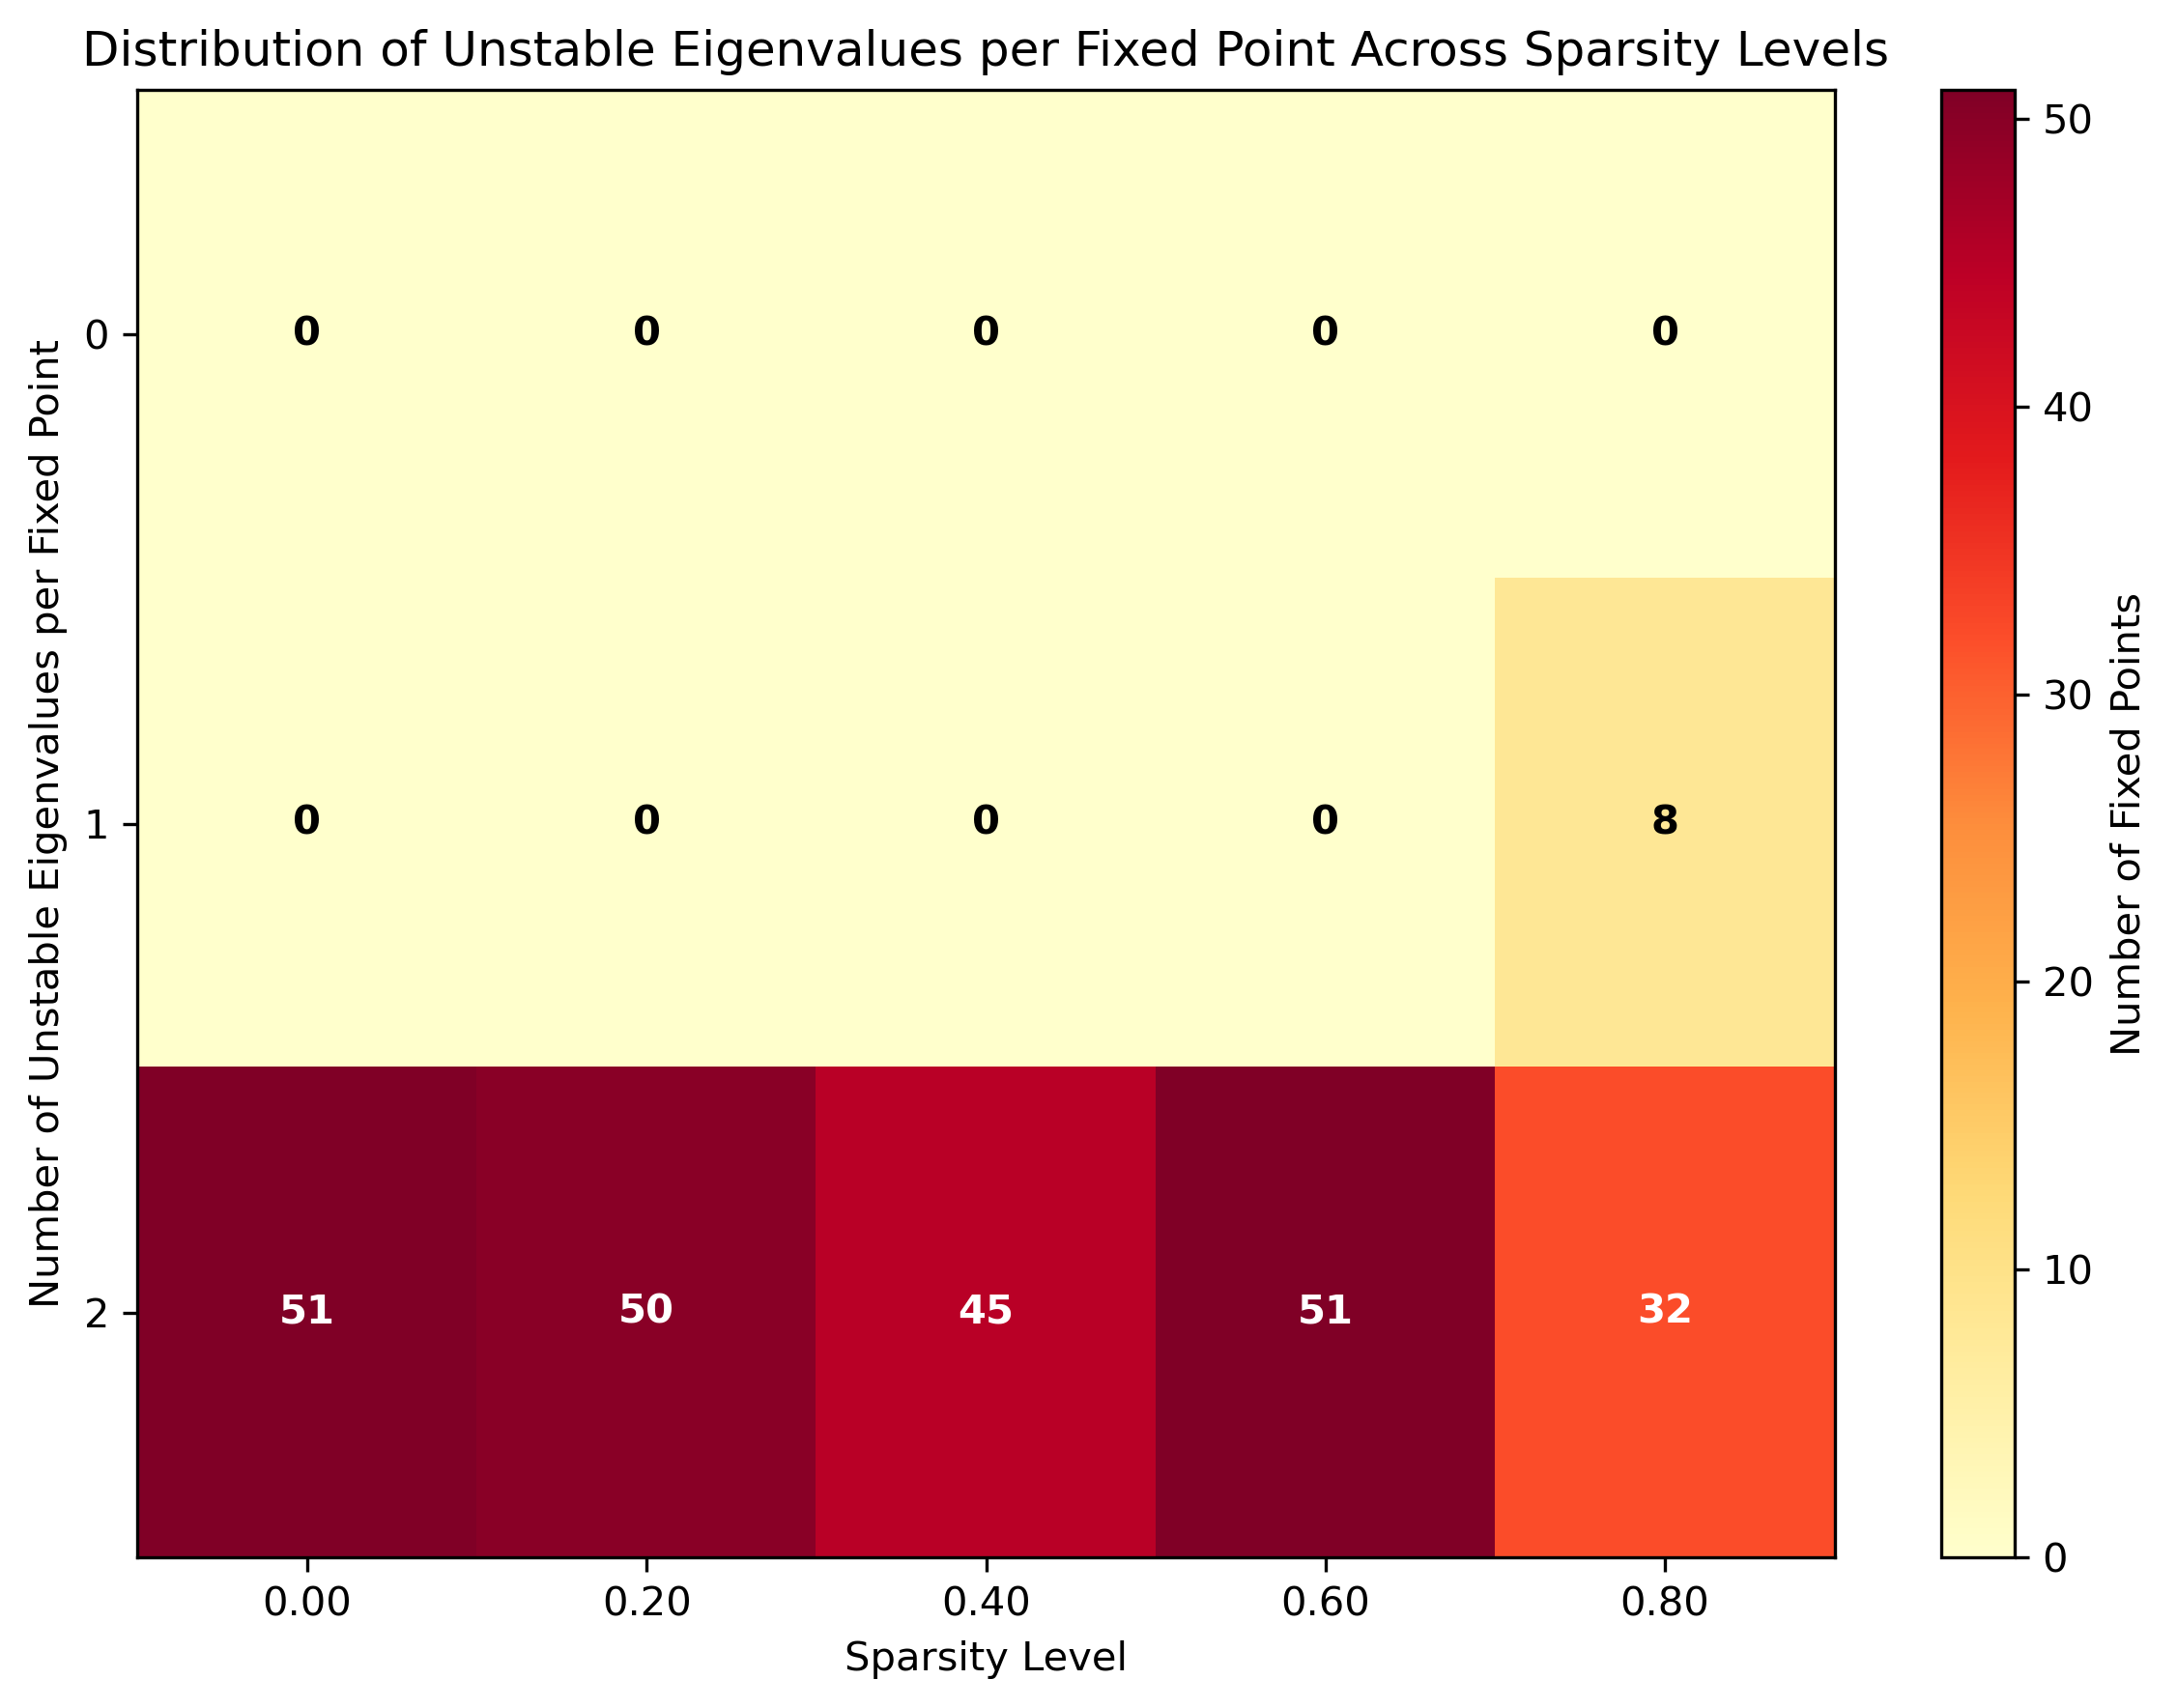 Distribution of Unstable Eigenvalues per Fixed Point Across Sparsity Levels
Number of Unstable Eigenvalues per Fixed Point
0
1
2
0 0 0 0 0
0 0 0 0 8
51 50 45 51 32
0.00 0.20 0.40 0.60 0.80
Sparsity Level
50
40
30
20
10
0
Number of Fixed Points